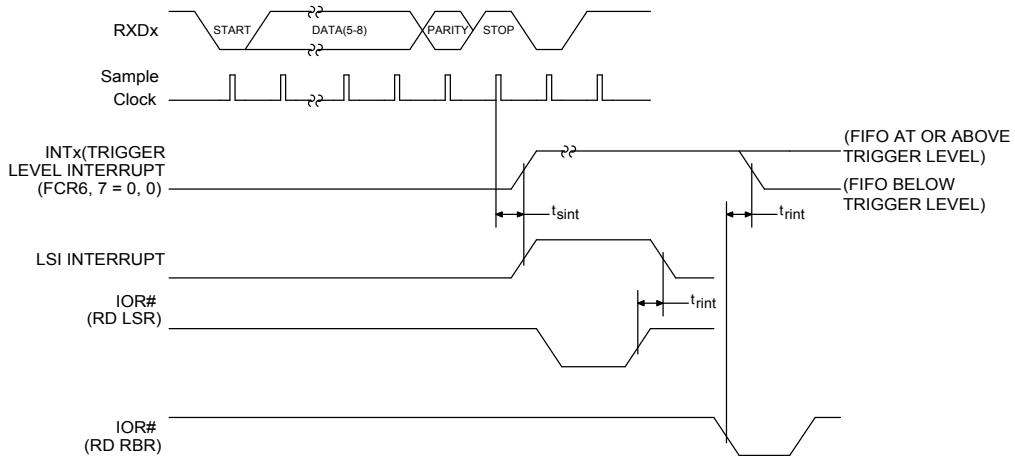 RXDx
START
DATA(5-8)
PARITY
STOP
Sample
Clock
INTx(TRIGGER
LEVEL INTERRUPT
(FCR6, 7 = 0, 0)
(FIFO AT OR ABOVE
TRIGGER LEVEL)
(FIFO BELOW
TRIGGER LEVEL)
tsint
trint
LSI INTERRUPT
IOR#
(RD LSR)
trint
IOR#
(RD RBR)